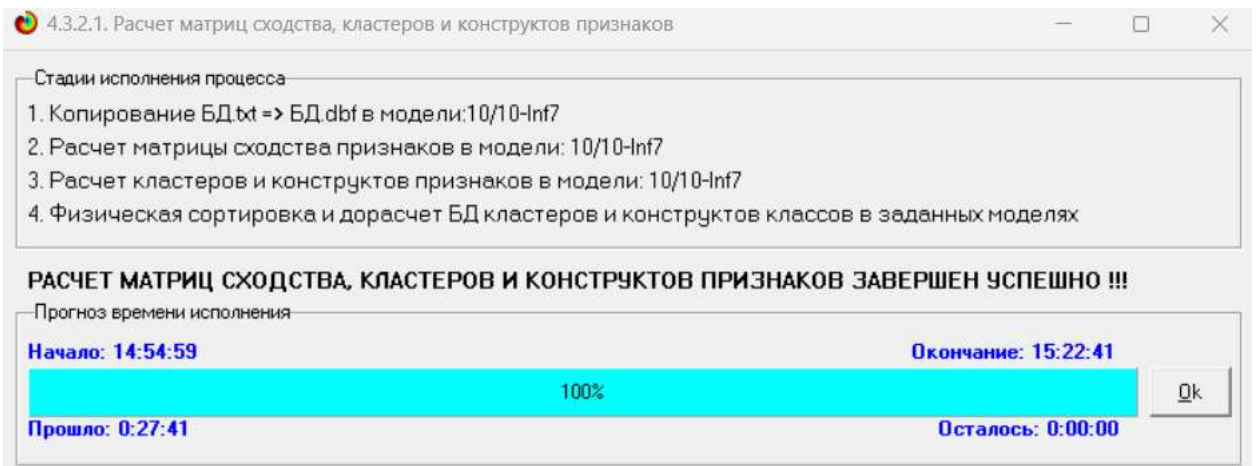 4.3.2.1. Расчет матриц сходства, кластеров и конструктов признаков
Стадии исполнения процесса
1. Копирование БД.txt => БД.dbf в модели:10/10-Inf7
2. Расчет матрицы сходства признаков в модели: 10/10-Inf7
3. Расчет кластеров и конструктов признаков в модели: 10/10-Inf7
4. Физическая сортировка и дорасчет БД кластеров и конструктов классов в заданных моделях
РАСЧЕТ МАТРИЦ СХОДСТВА, КЛАСТЕРОВ И КОНСТРУКТОВ ПРИЗНАКОВ ЗАВЕРШЕН УСПЕШНО !!!
Прогноз времени исполнения
Начало: 14:54:59 Окончание: 15:22:41
100% Ok
Прошло: 0:27:41 Осталось: 0:00:00